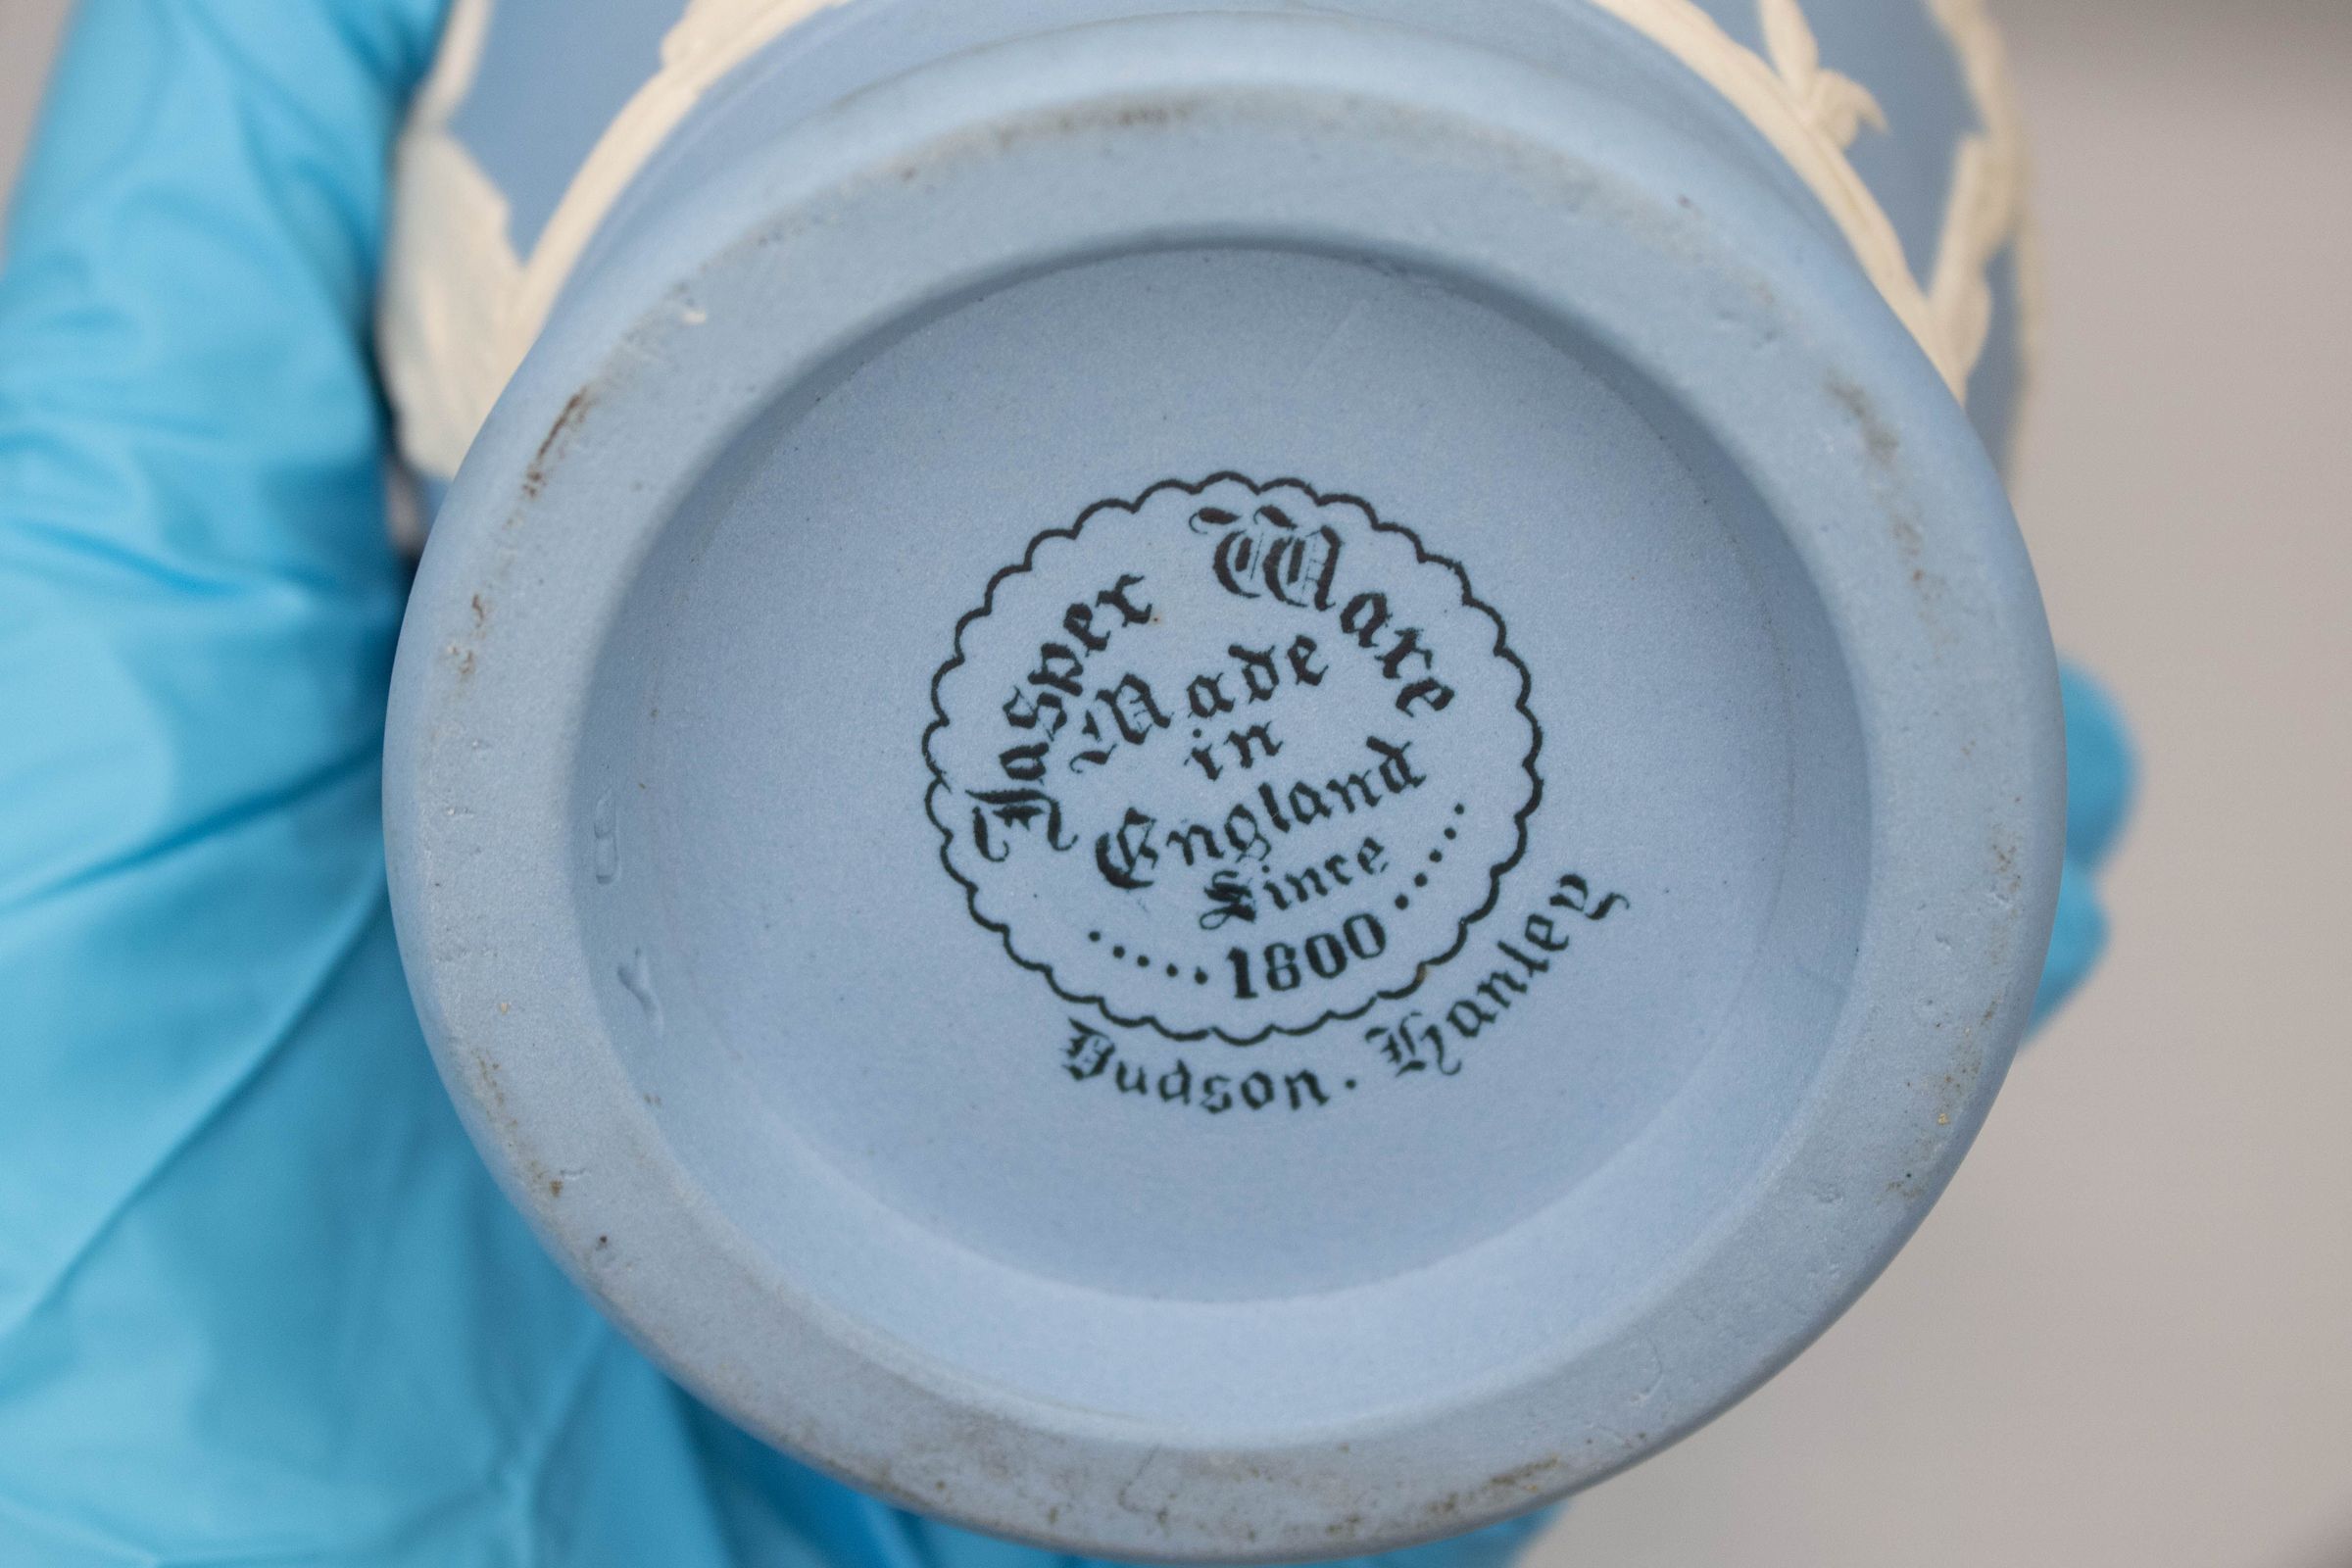 Jasper Ware
Made
in
England
Since
.....1800.....
Dudson. Hanley